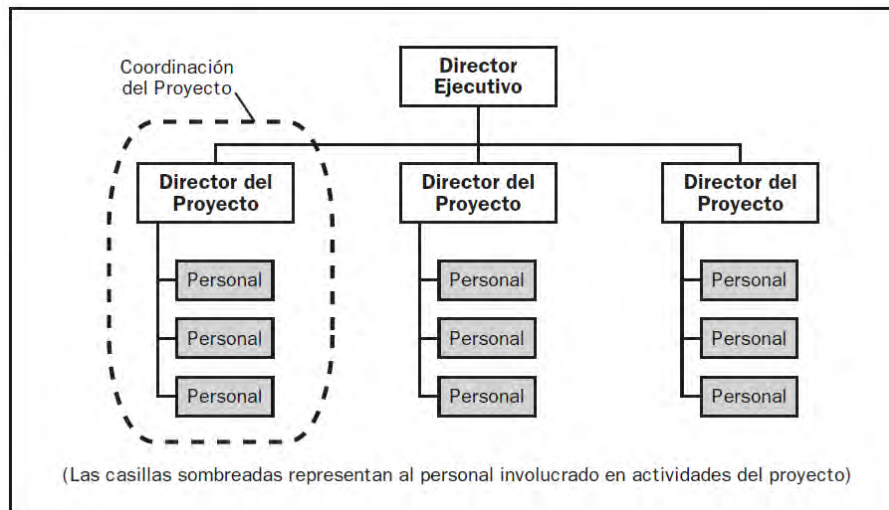 Coordinación
del Proyecto
Director
Ejecutivo
Director del
Proyecto
Director del
Proyecto
Director del
Proyecto
Personal
Personal
Personal
Personal
Personal
Personal
Personal
Personal
Personal
(Las casillas sombreadas representan al personal involucrado en actividades del proyecto)